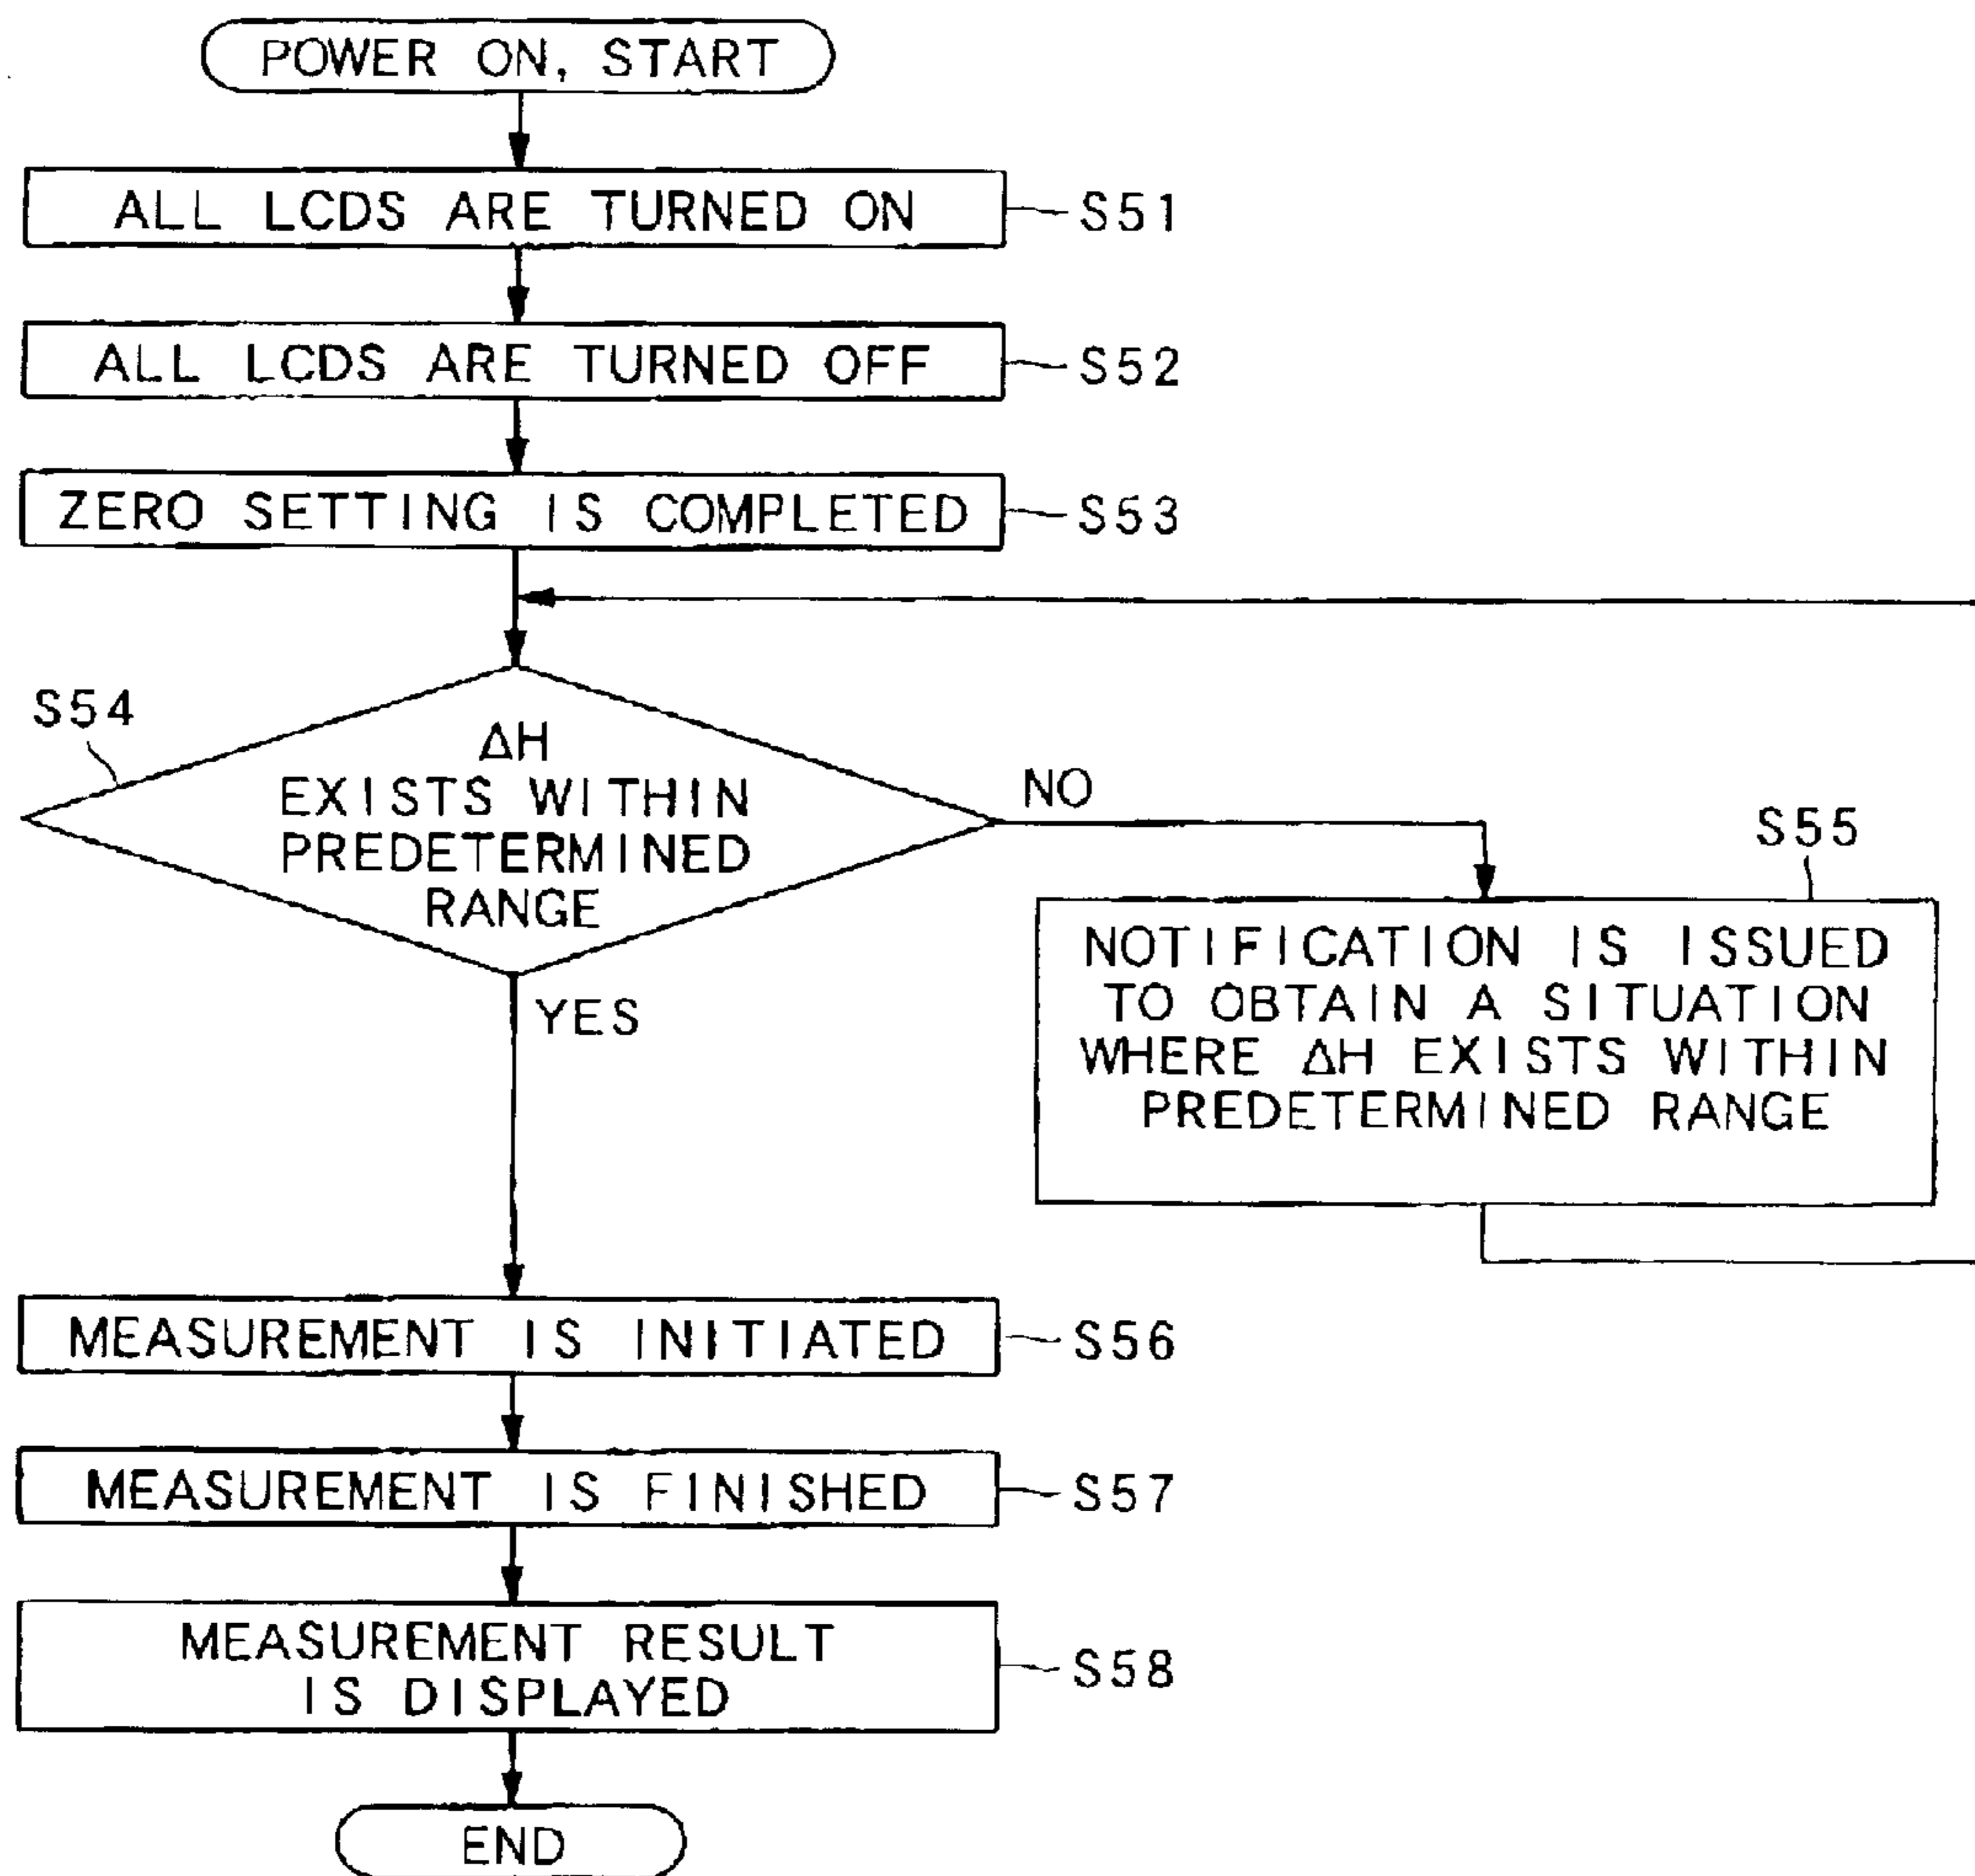 POWER ON, START
ALL LCDS ARE TURNED ON
S51
ALL LCDS ARE TURNED OFF
S52
ZERO SETTING IS COMPLETED
S53
S54
ΔH
EXISTS WITHIN
PREDETERMINED
RANGE
NO
YES
S55
NOTIFICATION IS ISSUED
TO OBTAIN A SITUATION
WHERE ΔH EXISTS WITHIN
PREDETERMINED RANGE
MEASUREMENT IS INITIATED
S56
MEASUREMENT IS FINISHED
S57
MEASUREMENT RESULT
IS DISPLAYED
S58
END